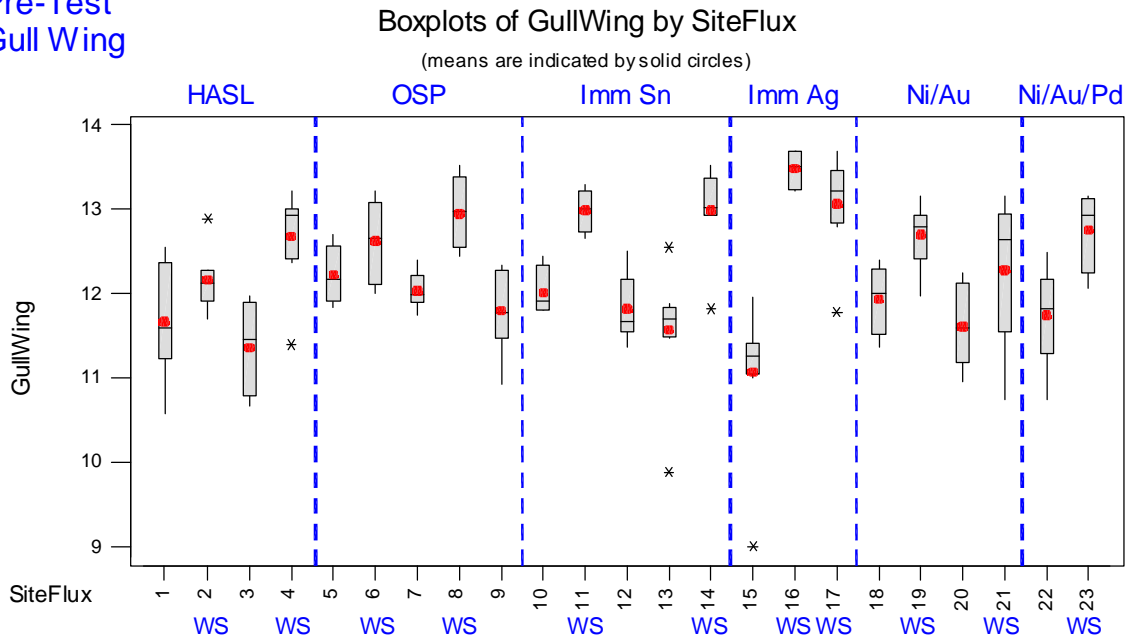 Pre-Test
Gull Wing
Boxplots of GullWing by SiteFlux
(means are indicated by solid circles)
HASL OSP Imm Sn Imm Ag Ni/Au Ni/Au/Pd
GullWing
14
13
12
11
10
9
SiteFlux 1 2 3 4 5 6 7 8 9 10 11 12 13 14 15 16 17 18 19 20 21 22 23
WS WS WS WS WS WS WS WS WS WS WS